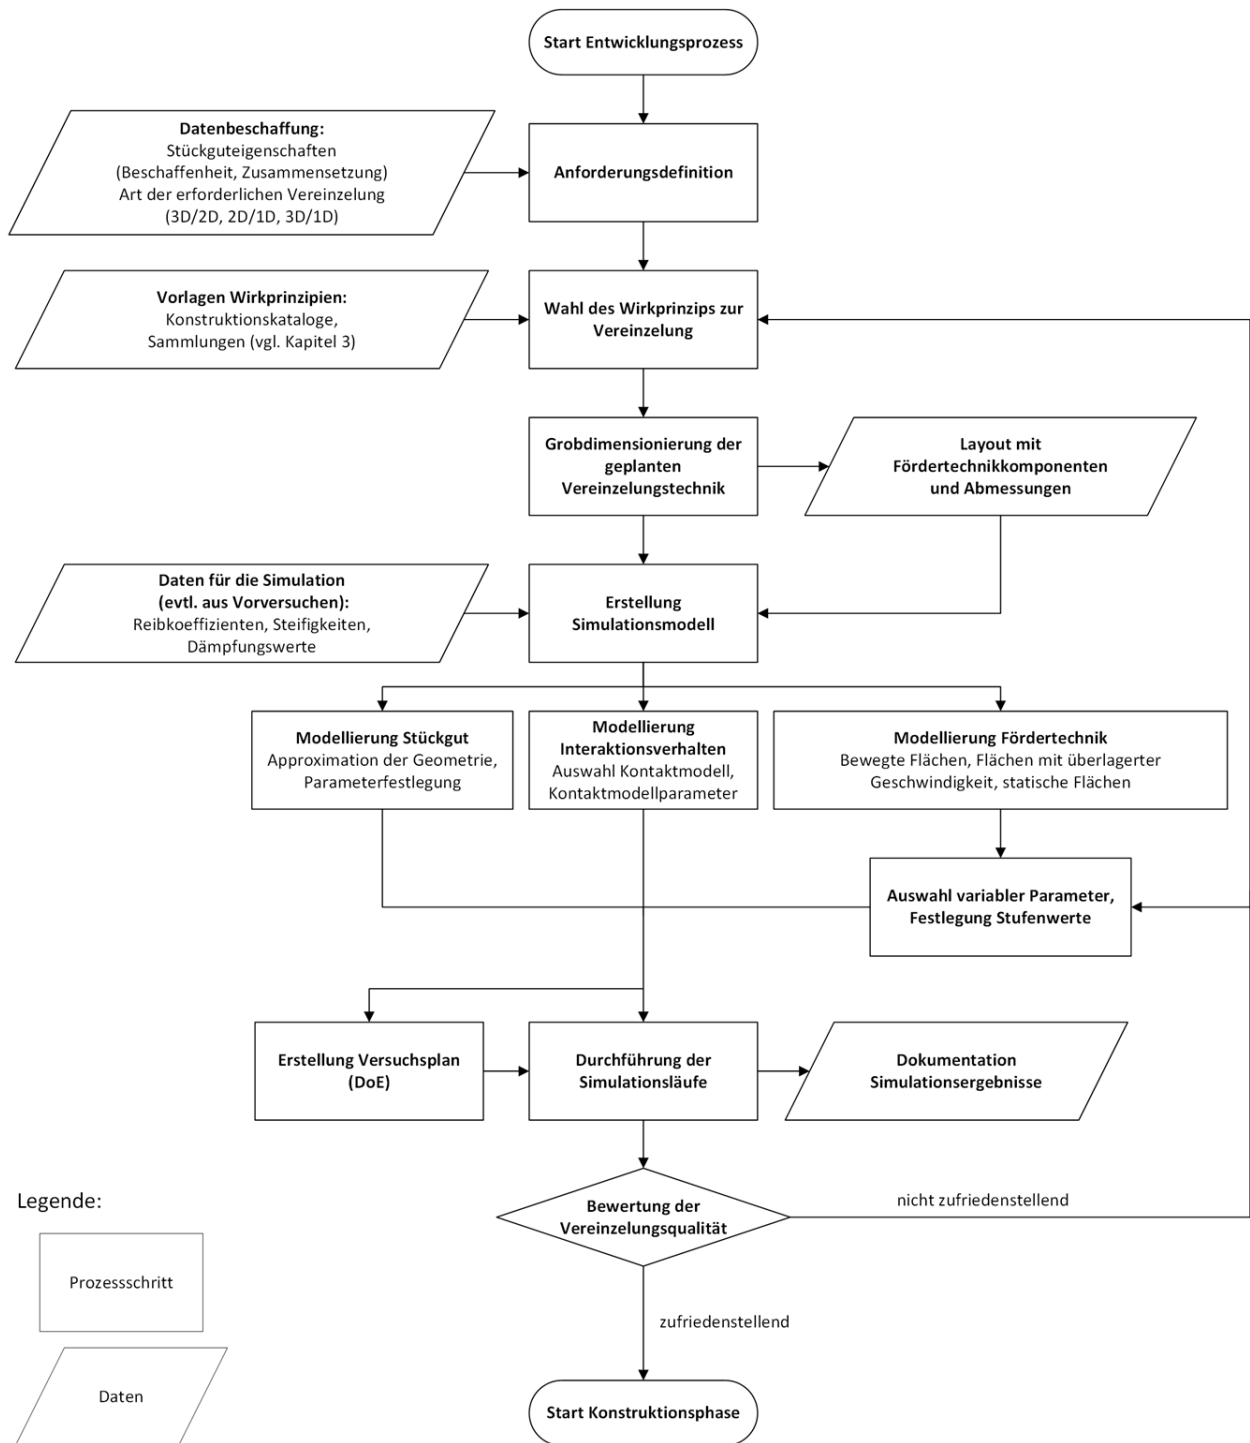 Start Entwicklungsprozess
Datenbeschaffung:
Stückguteigenschaften
(Beschaffenheit, Zusammensetzung)
Art der erforderlichen Vereinzelung
(3D/2D, 2D/1D, 3D/1D)
Anforderungsdefinition
Vorlagen Wirkprinzipien:
Konstruktionskataloge,
Sammlungen (vgl. Kapitel 3)
Wahl des Wirkprinzips zur
Vereinzelung
Grobdimensionierung der
geplanten
Vereinzelungstechnik
Layout mit
Fördertechnikkomponenten
und Abmessungen
Daten für die Simulation
(evtl. aus Vorversuchen):
Reibkoeffizienten, Steifigkeiten,
Dämpfungswerte
Erstellung
Simulationsmodell
Modellierung Stückgut
Approximation der Geometrie,
Parameterfestlegung
Modellierung
Interaktionsverhalten
Auswahl Kontaktmodell,
Kontaktmodellparameter
Modellierung Fördertechnik
Bewegte Flächen, Flächen mit überlagerter
Geschwindigkeit, statische Flächen
Auswahl variabler Parameter,
Festlegung Stufenwerte
Erstellung Versuchsplan
(DoE)
Durchführung der
Simulationsläufe
Dokumentation
Simulationsergebnisse
Bewertung der
Vereinzelungsqualität
nicht zufriedenstellend
zufriedenstellend
Start Konstruktionsphase
Legende:
Prozessschritt
Daten